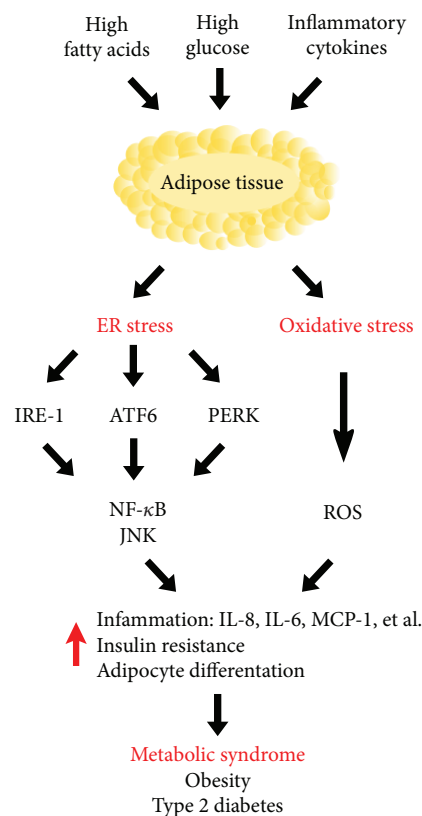 High
fatty acids
High
glucose
Inflammatory
cytokines
Adipose tissue
ER stress
Oxidative stress
IRE-1
ATF6
PERK
NF-κB
JNK
ROS
Infammation: IL-8, IL-6, MCP-1, et al.
Insulin resistance
Adipocyte differentation
Metabolic syndrome
Obesity
Type 2 diabetes